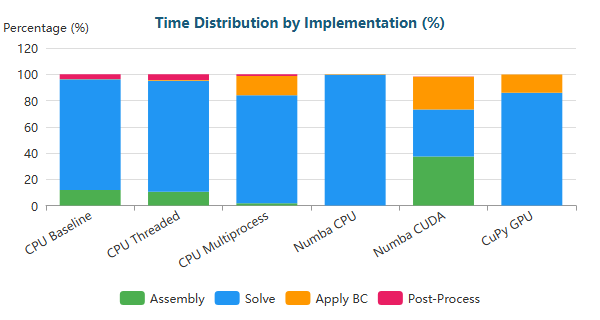 Time Distribution by Implementation (%)
Percentage (%)
120
100
80
60
40
20
0
CPU Baseline
CPU Threaded
CPU Multiprocess
Numba CPU
Numba CUDA
CuPy GPU
Assembly Solve Apply BC Post-Process